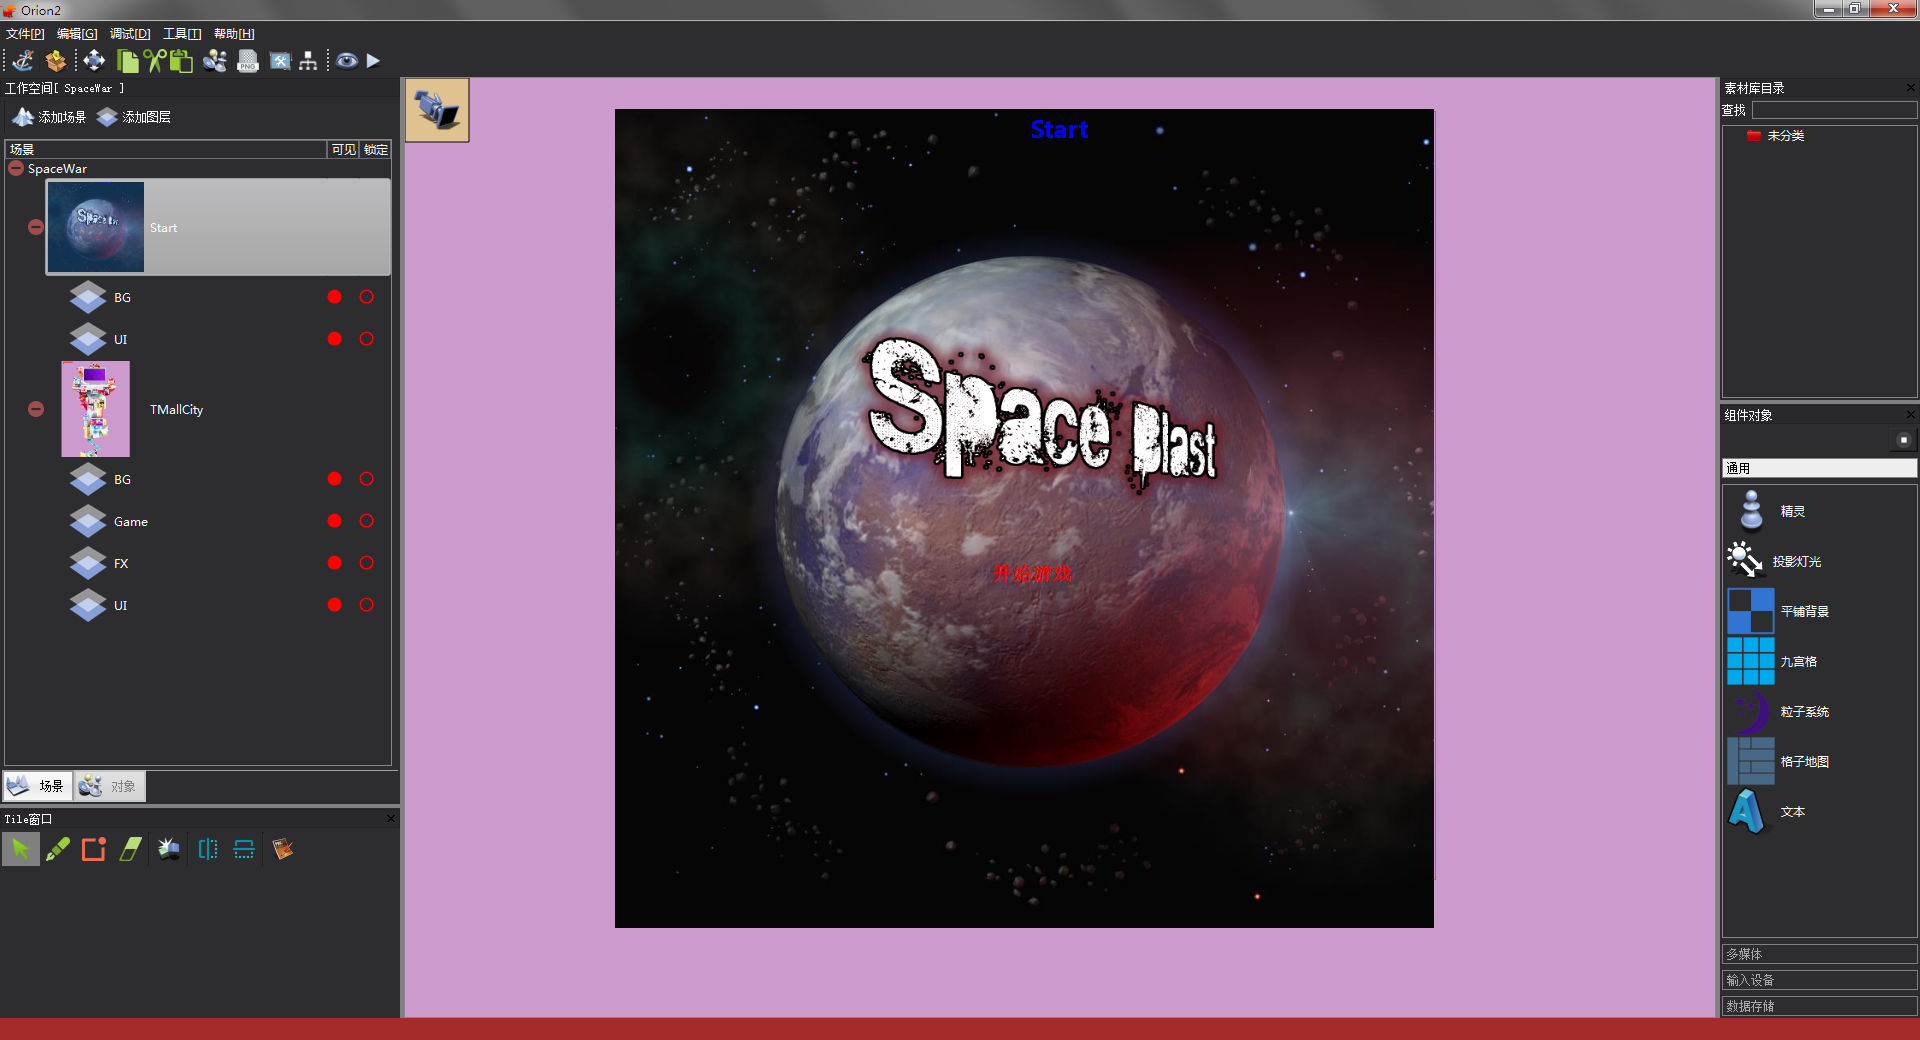 Orion2
文件[P] 编辑[G] 调试[D] 工具[T] 帮助[H]
PNG
工作空间[ SpaceWar ]
添加场景 添加图层
场景 可见 锁定
SpaceWar
Space Blast
Start
BG
UI
TMallCity
BG
Game
FX
UI
场景 对象
Tile窗口
Start
Space Blast
开始游戏
素材库目录
查找
未分类
组件对象
通用
精灵
投影灯光
平铺背景
九宫格
粒子系统
格子地图
文本
多媒体
输入设备
数据存储